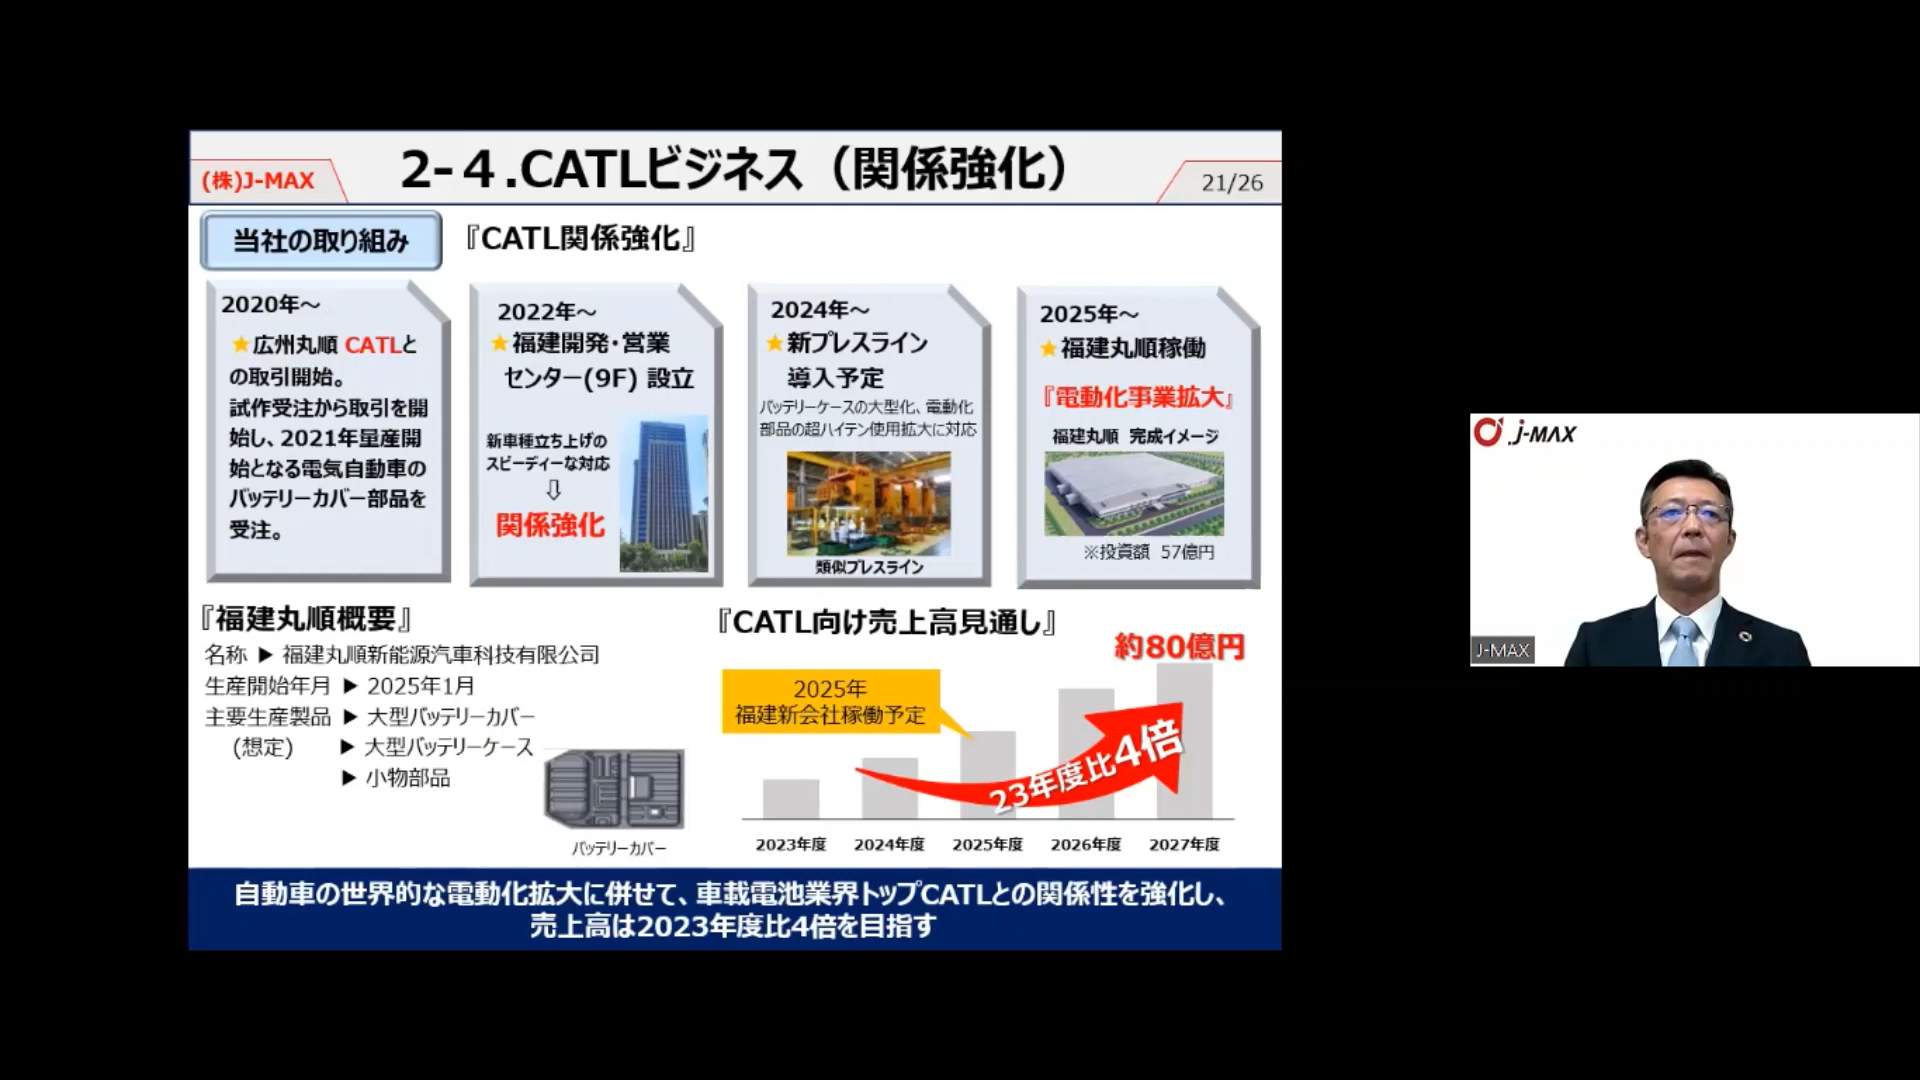 (株)J-MAX
2-4.CATLビジネス（関係強化）
21/26
当社の取り組み
『CATL関係強化』
2020年～
★広州丸順 CATLと
の取引開始。
試作受注から取引を開
始し、2021年量産開
始となる電気自動車の
バッテリーカバー部品を
受注。
2022年～
★福建開発・営業
センター(9F) 設立
新車種立ち上げの
スピーディーな対応
⇩
関係強化
2024年～
★新プレスライン
導入予定
バッテリーケースの大型化、電動化
部品の超ハイテン使用拡大に対応
類似プレスライン
2025年～
★福建丸順稼働
『電動化事業拡大』
福建丸順 完成イメージ
※投資額 57億円
『福建丸順概要』
名称 ▶ 福建丸順新能源汽車科技有限公司
生産開始年月 ▶ 2025年1月
主要生産製品 ▶ 大型バッテリーカバー
(想定) ▶ 大型バッテリーケース
▶ 小物部品
バッテリーカバー
『CATL向け売上高見通し』
約80億円
2025年
福建新会社稼働予定
23年度比4倍
2023年度 2024年度 2025年度 2026年度 2027年度
自動車の世界的な電動化拡大に併せて、車載電池業界トップCATLとの関係性を強化し、
売上高は2023年度比4倍を目指す
J-MAX
J-MAX